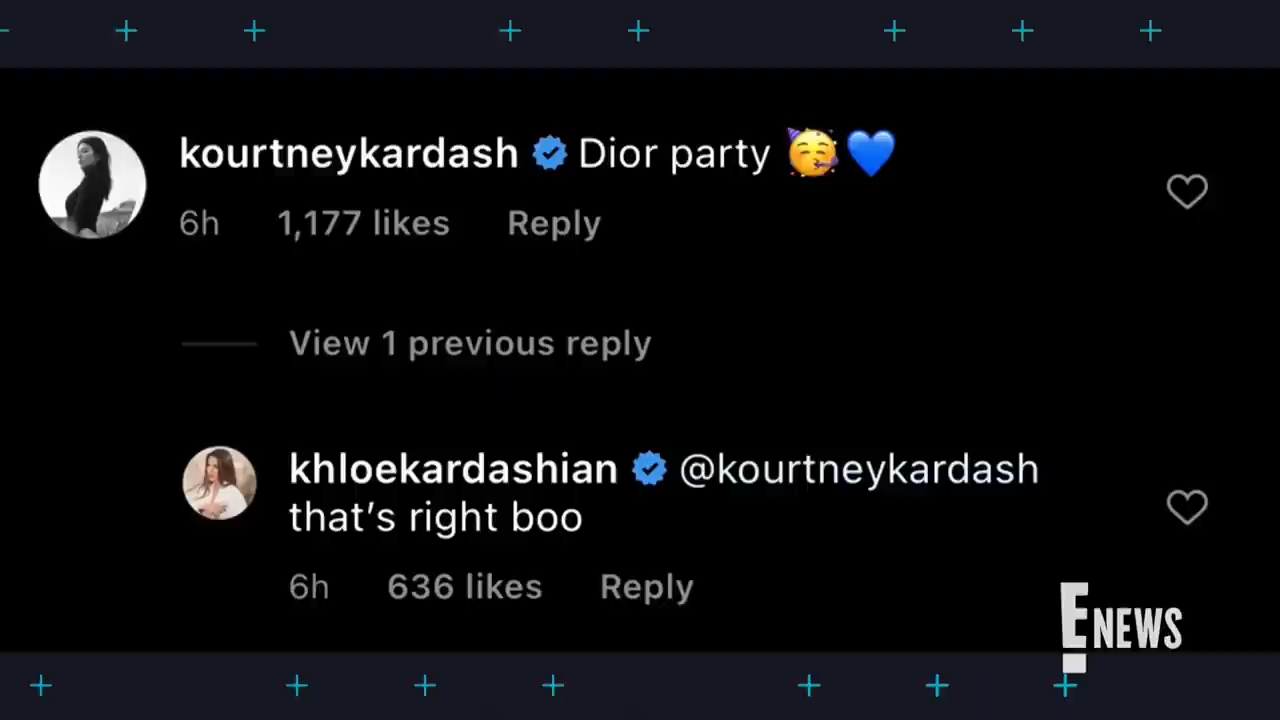 kourtneykardash Dior party 🥳💙
6h 1,177 likes Reply
View 1 previous reply
khloekardashian @kourtneykardash
that's right boo
6h 636 likes Reply
E NEWS